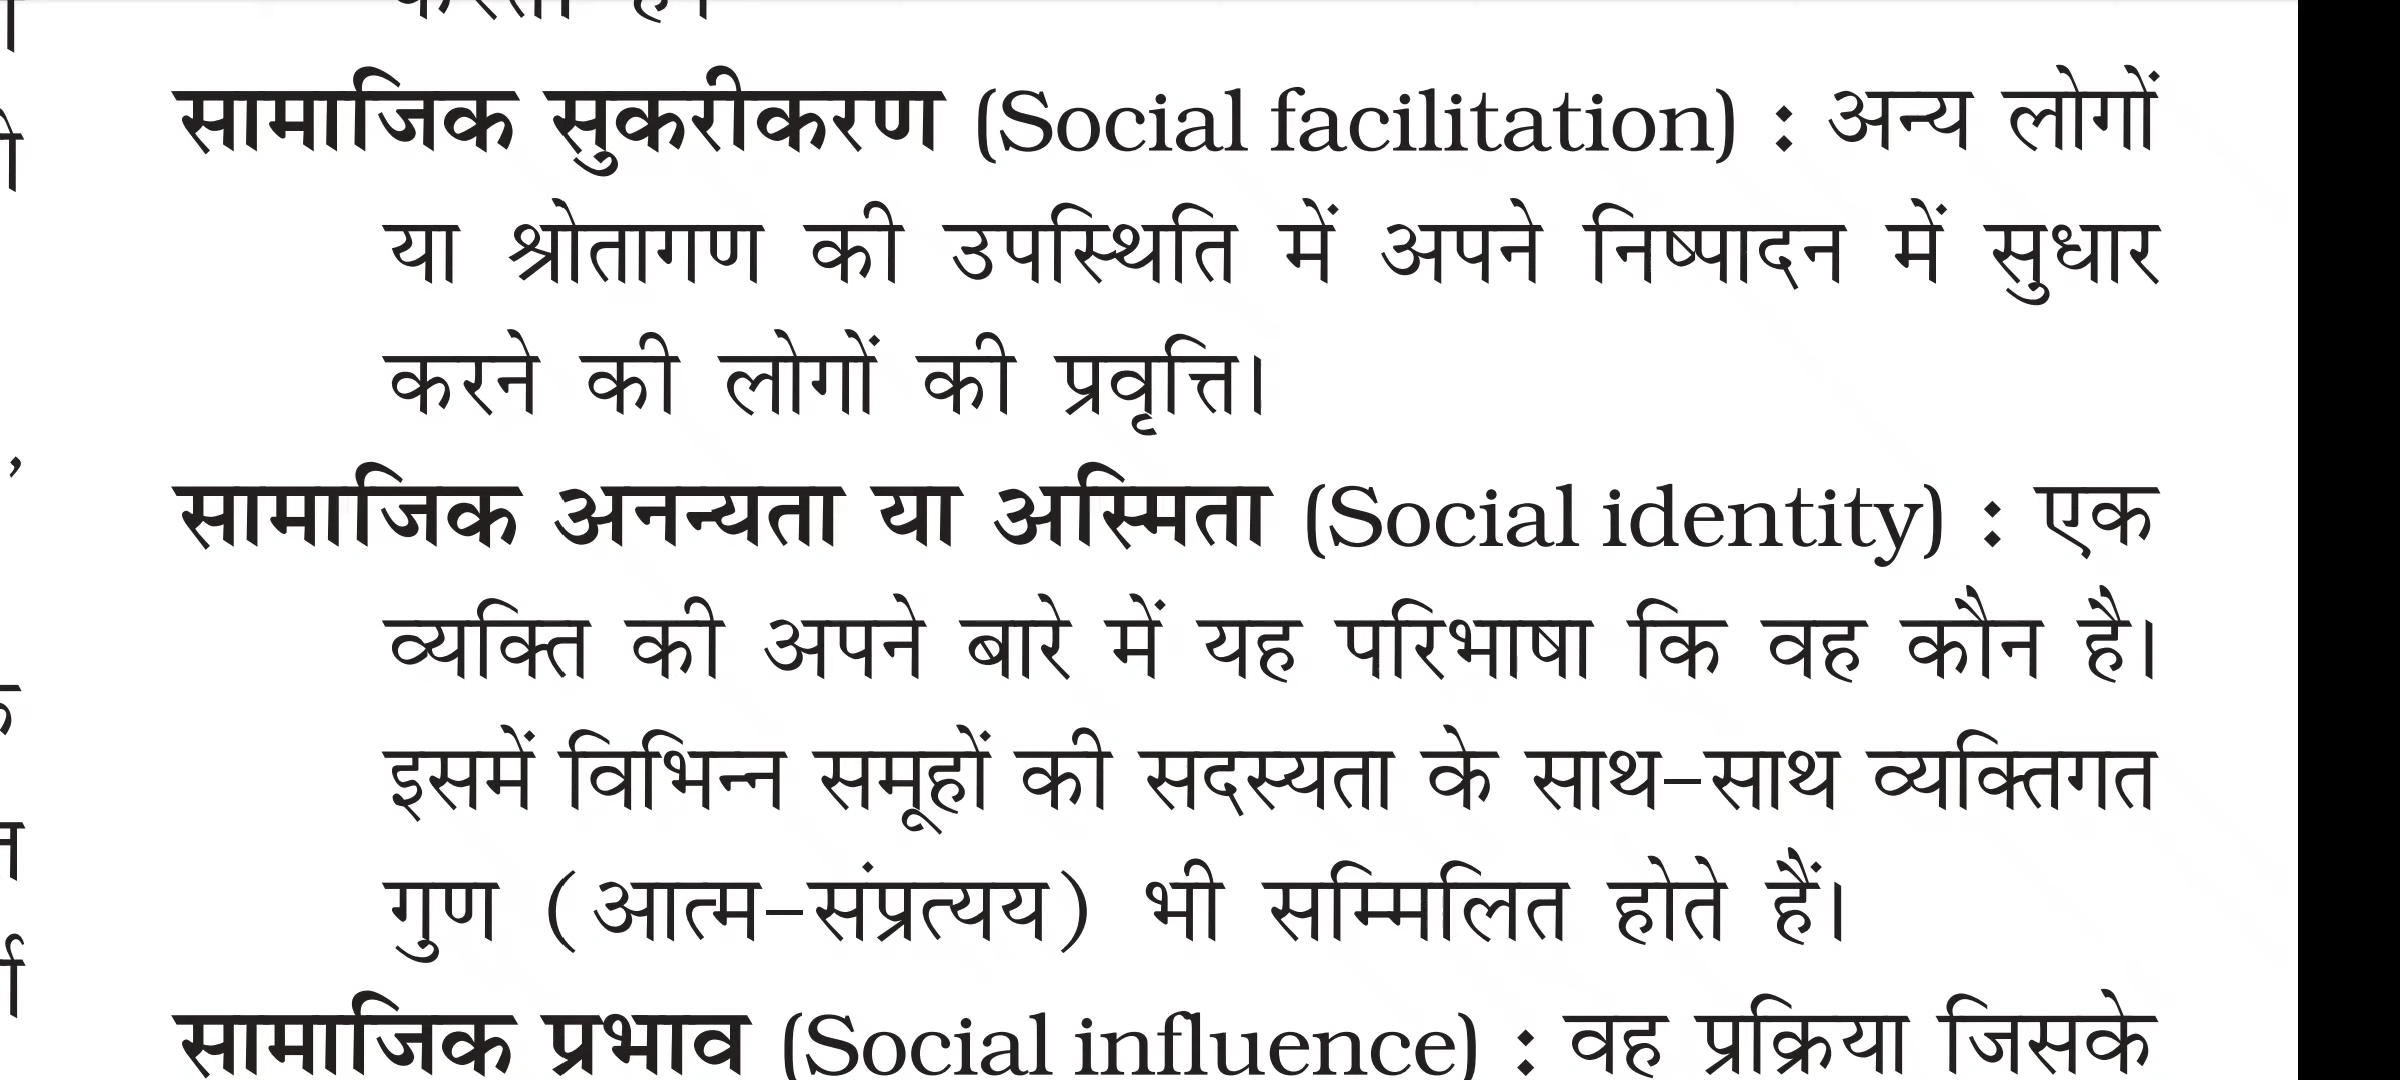 सामाजिक सुकरीकरण (Social facilitation) : अन्य लोगों
या श्रोतागण की उपस्थिति में अपने निष्पादन में सुधार
करने की लोगों की प्रवृत्ति।
सामाजिक अनन्यता या अस्मिता (Social identity) : एक
व्यक्ति की अपने बारे में यह परिभाषा कि वह कौन है।
इसमें विभिन्न समूहों की सदस्यता के साथ-साथ व्यक्तिगत
गुण (आत्म-संप्रत्यय) भी सम्मिलित होते हैं।
सामाजिक प्रभाव (Social influence) : वह प्रक्रिया जिसके